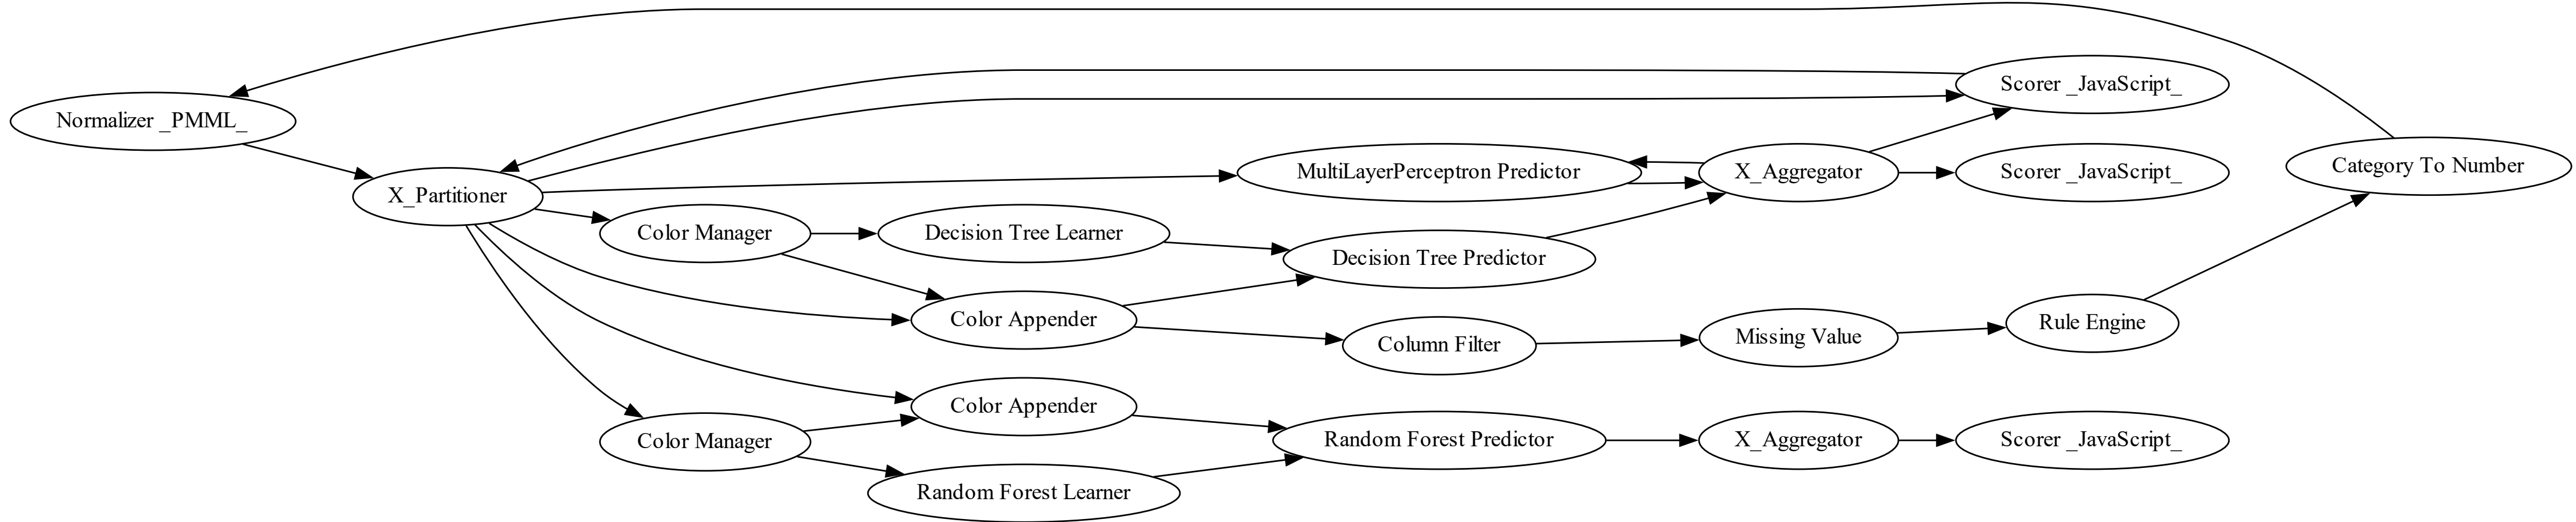 Normalizer _PMML_
X_Partitioner
Color Manager
Decision Tree Learner
Color Appender
MultiLayerPerceptron Predictor
Decision Tree Predictor
X_Aggregator
Scorer _JavaScript_
Scorer _JavaScript_
Column Filter
Missing Value
Rule Engine
Category To Number
Color Manager
Color Appender
Random Forest Learner
Random Forest Predictor
X_Aggregator
Scorer _JavaScript_